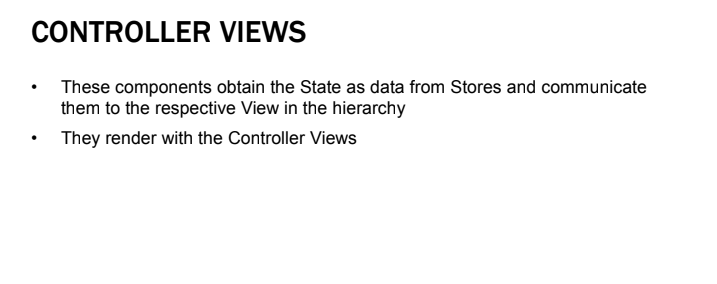 CONTROLLER VIEWS
• These components obtain the State as data from Stores and communicate
them to the respective View in the hierarchy
• They render with the Controller Views